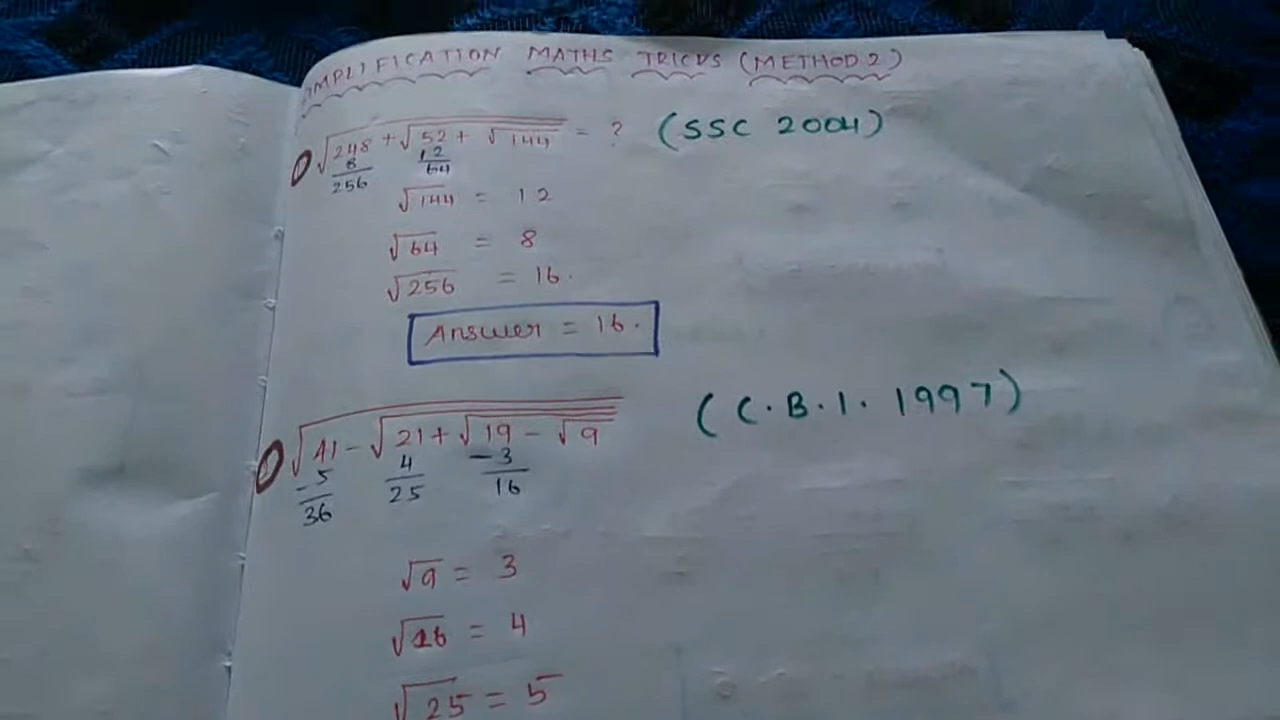 SIMPLIFICATION MATHS TRICKS (METHOD 2)
① √248 + √52 + √144 = ? (SSC 2004)
8 12
256 64
√144 = 12
√64 = 8
√256 = 16.
Answer = 16.
√41 - √21 + √19 - √9 (C.B.I. 1997)
-5 4 -3
36 25 16
√9 = 3
√16 = 4
√25 = 5